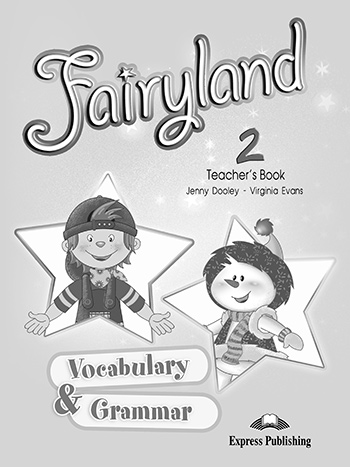 Fairyland
2
Teacher's Book
Jenny Dooley - Virginia Evans
Vocabulary
& Grammar
Express Publishing